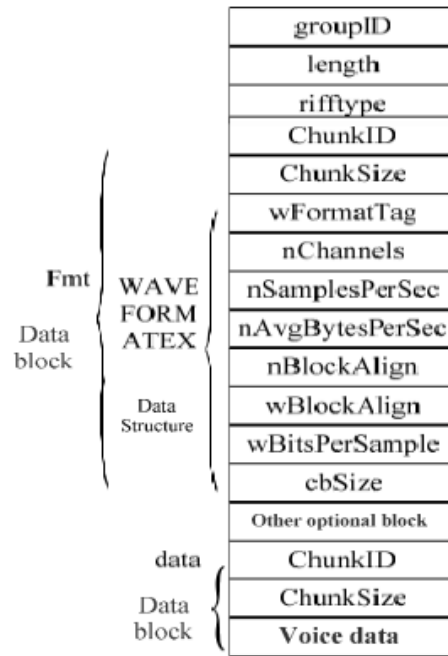 groupID
length
rifftype
ChunkID
ChunkSize
wFormatTag
nChannels
nSamplesPerSec
nAvgBytesPerSec
nBlockAlign
wBlockAlign
wBitsPerSample
cbSize
Other optional block
ChunkID
ChunkSize
Voice data
Fmt
Data
block
WAVE
FORM
ATEX
Data
Structure
data
Data
block